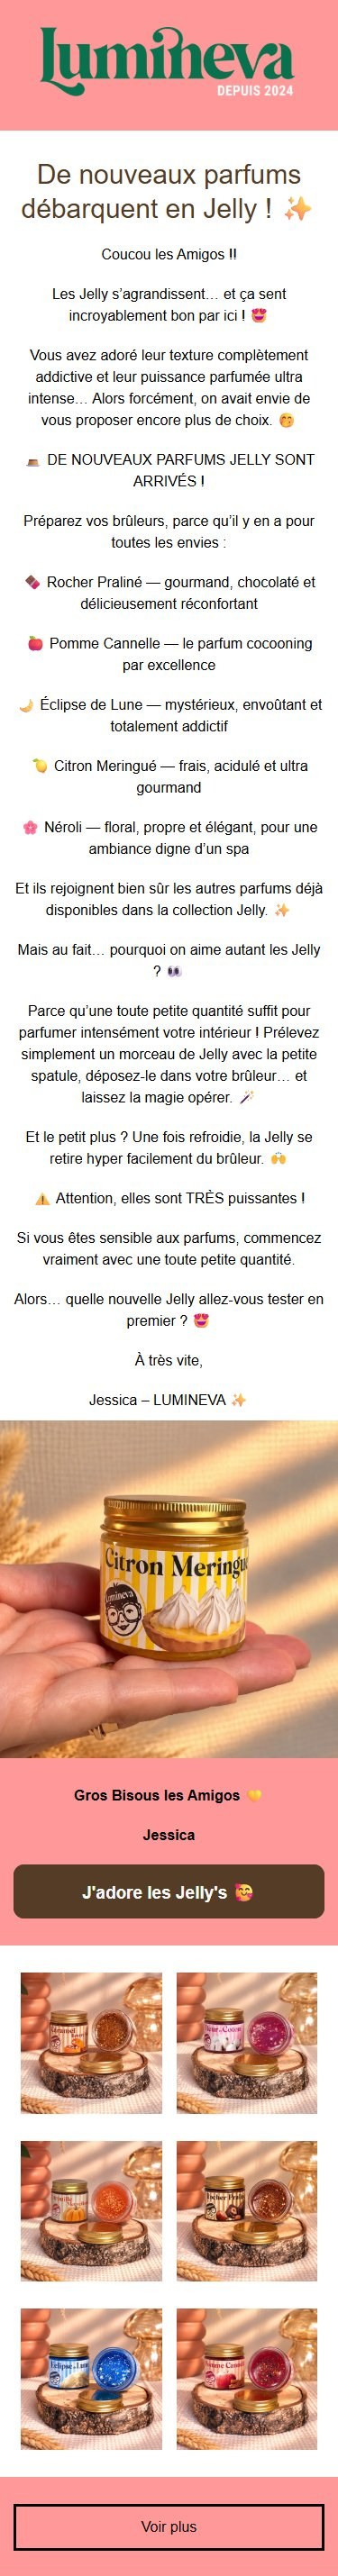 Lumineva
DEPUIS 2024
De nouveaux parfums
débarquent en Jelly ! ✨
Coucou les Amigos !!
Les Jelly s’agrandissent… et ça sent
incroyablement bon par ici ! 😍
Vous avez adoré leur texture complètement
addictive et leur puissance parfumée ultra
intense… Alors forcément, on avait envie de
vous proposer encore plus de choix. 🤭
🍮 DE NOUVEAUX PARFUMS JELLY SONT
ARRIVÉS !
Préparez vos brûleurs, parce qu’il y en a pour
toutes les envies :
🍫 Rocher Praliné — gourmand, chocolaté et
délicieusement réconfortant
🍎 Pomme Cannelle — le parfum cocooning
par excellence
🌙 Éclipse de Lune — mystérieux, envoûtant et
totalement addictif
🍋 Citron Meringué — frais, acidulé et ultra
gourmand
🌸 Néroli — floral, propre et élégant, pour une
ambiance digne d’un spa
Et ils rejoignent bien sûr les autres parfums déjà
disponibles dans la collection Jelly. ✨
Mais au fait… pourquoi on aime autant les Jelly
? 👀
Parce qu’une toute petite quantité suffit pour
parfumer intensément votre intérieur ! Prélevez
simplement un morceau de Jelly avec la petite
spatule, déposez-le dans votre brûleur… et
laissez la magie opérer. 🪄
Et le petit plus ? Une fois refroidie, la Jelly se
retire hyper facilement du brûleur. 🙌
⚠️ Attention, elles sont TRÈS puissantes !
Si vous êtes sensible aux parfums, commencez
vraiment avec une toute petite quantité.
Alors… quelle nouvelle Jelly allez-vous tester en
premier ? 😍
À très vite,
Jessica – LUMINEVA ✨
Citron Meringu
Lumineva
Gros Bisous les Amigos 💛
Jessica
J'adore les Jelly's 🥰
Caramel
Voir plus